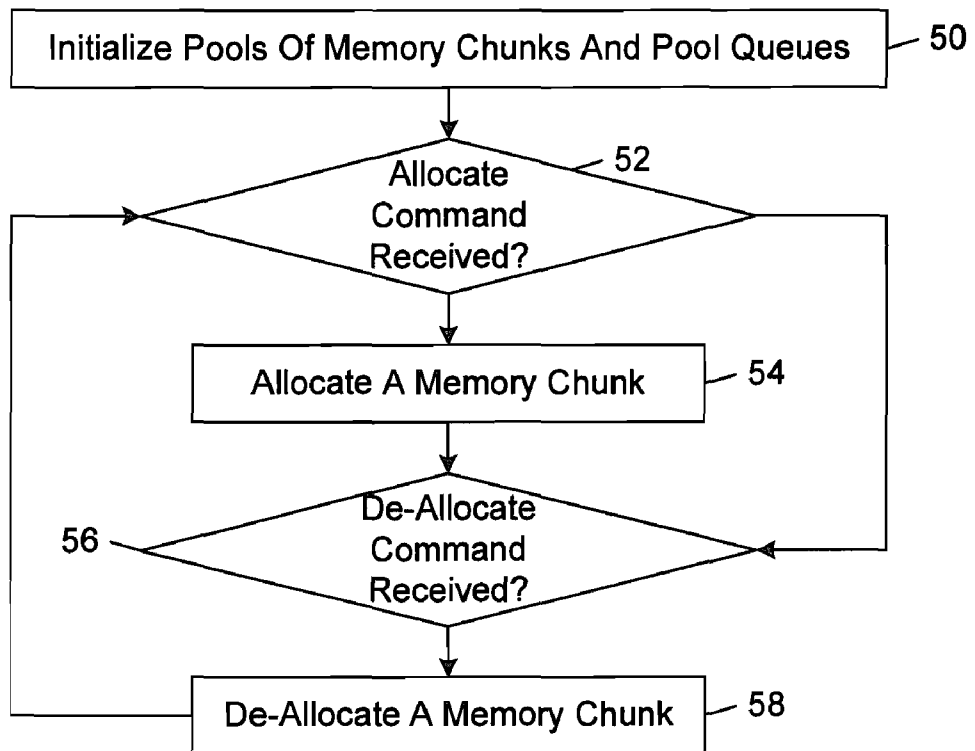 Initialize Pools Of Memory Chunks And Pool Queues
50
52
Allocate
Command
Received?
Allocate A Memory Chunk
54
De-Allocate
56
Command
Received?
De-Allocate A Memory Chunk
58